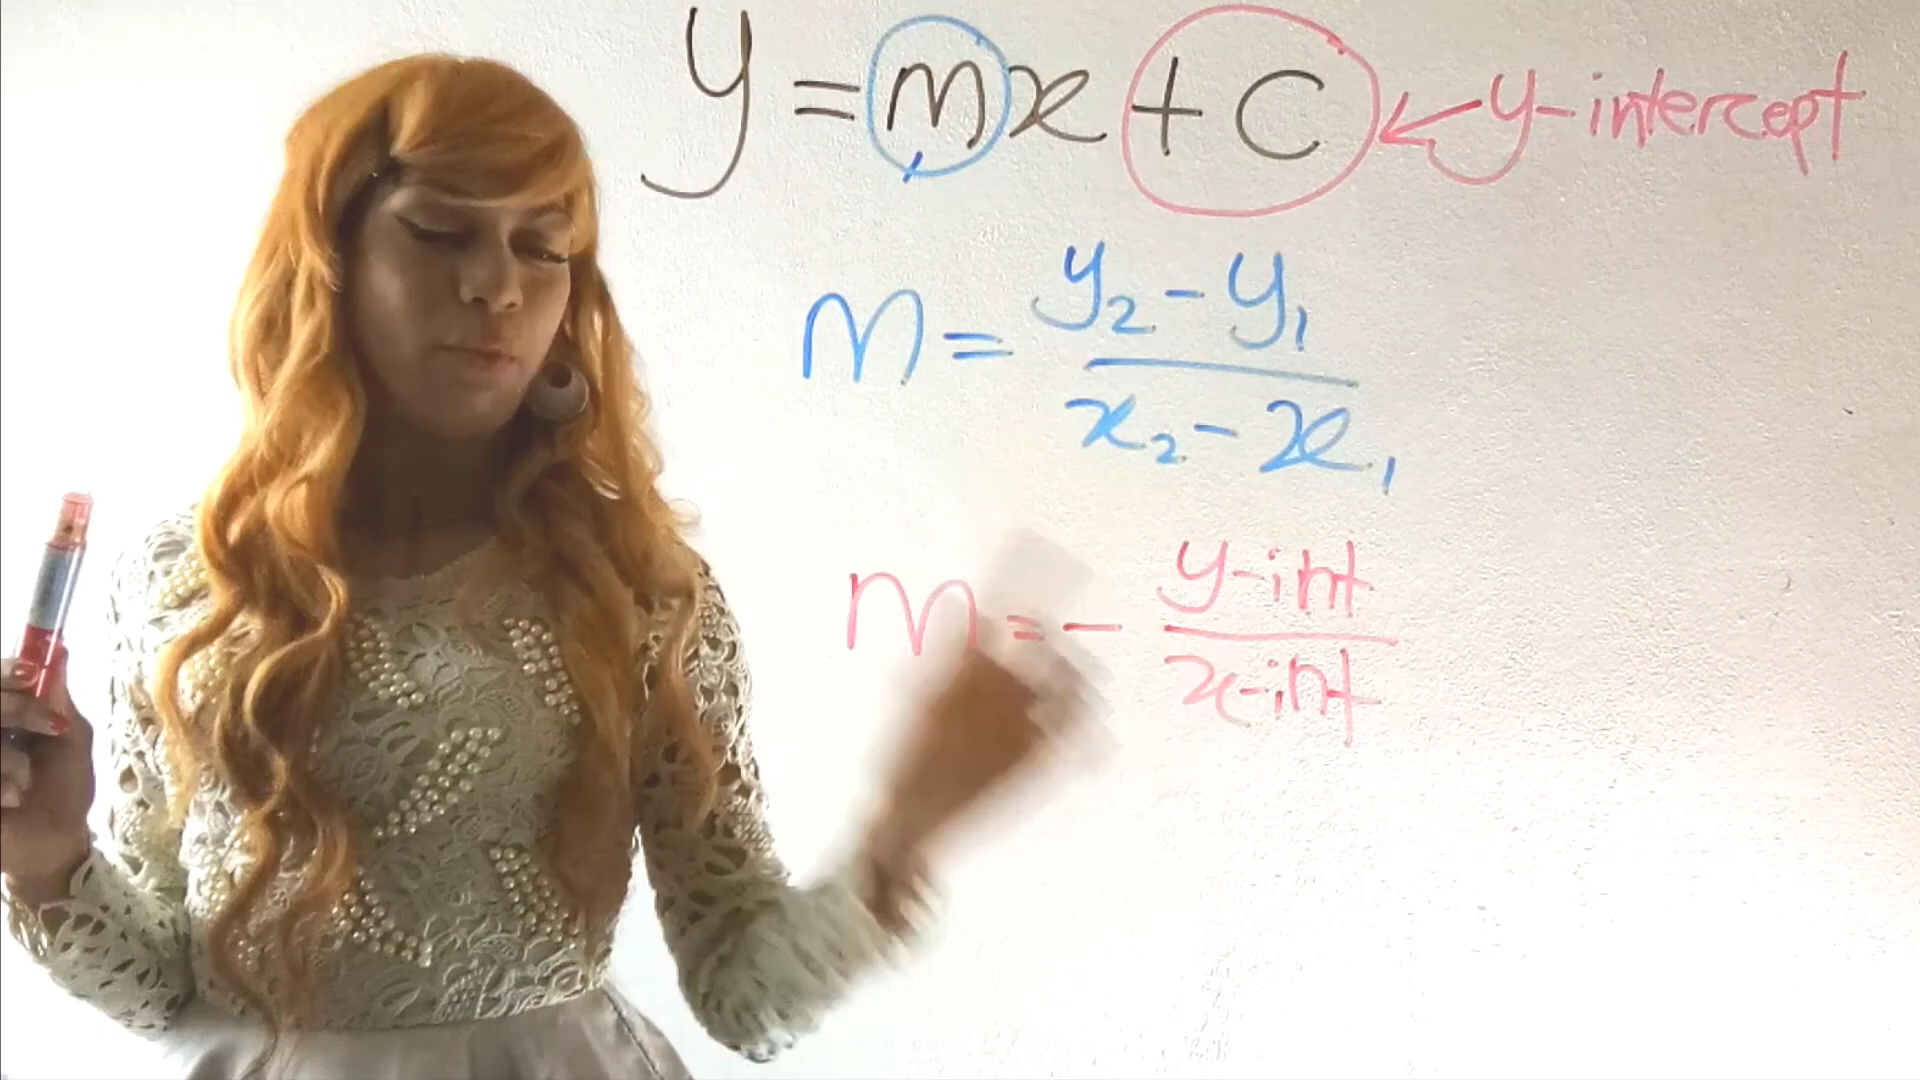 y = mx + c ← y-intercept
m = y₂ - y₁
x₂ - x₁
m = - y-int
x-int